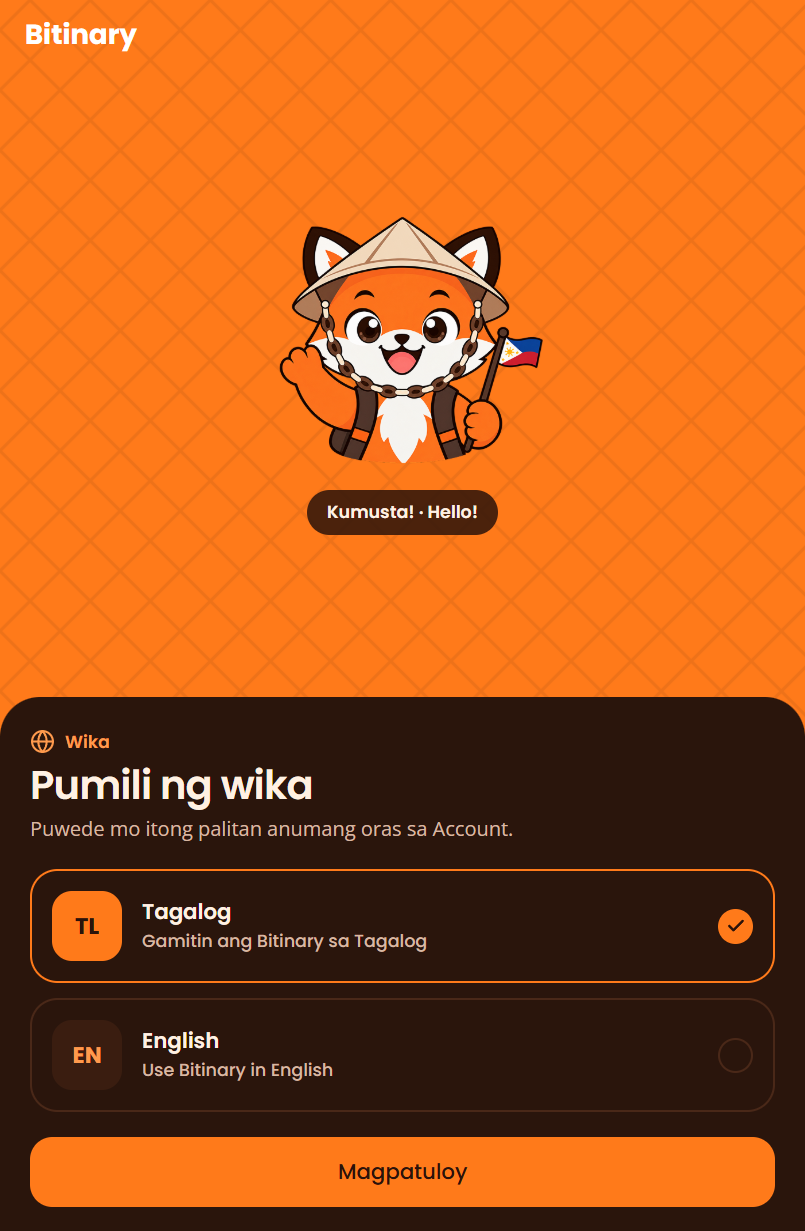 Bitinary
Kumusta! · Hello!
Wika
Pumili ng wika
Puwede mo itong palitan anumang oras sa Account.
TL
Tagalog
Gamitin ang Bitinary sa Tagalog
EN
English
Use Bitinary in English
Magpatuloy